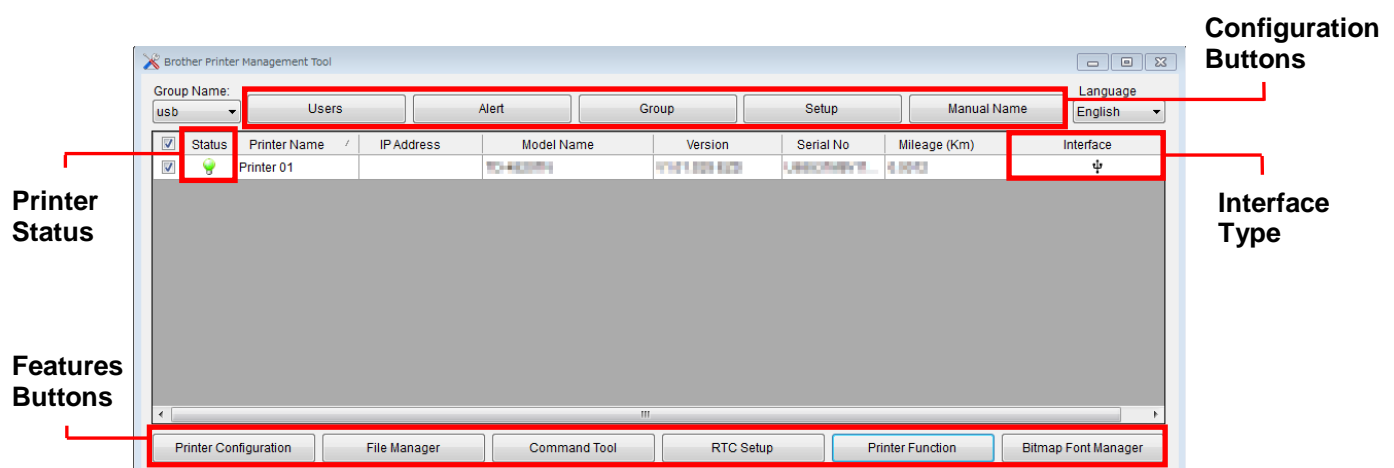 Configuration
Buttons
Brother Printer Management Tool
Group Name:
usb
Users
Alert
Group
Setup
Manual Name
Language
English
Status
Printer Name
IP Address
Model Name
Version
Serial No
Mileage (Km)
Interface
Printer 01
Printer
Status
Interface
Type
Features
Buttons
Printer Configuration
File Manager
Command Tool
RTC Setup
Printer Function
Bitmap Font Manager